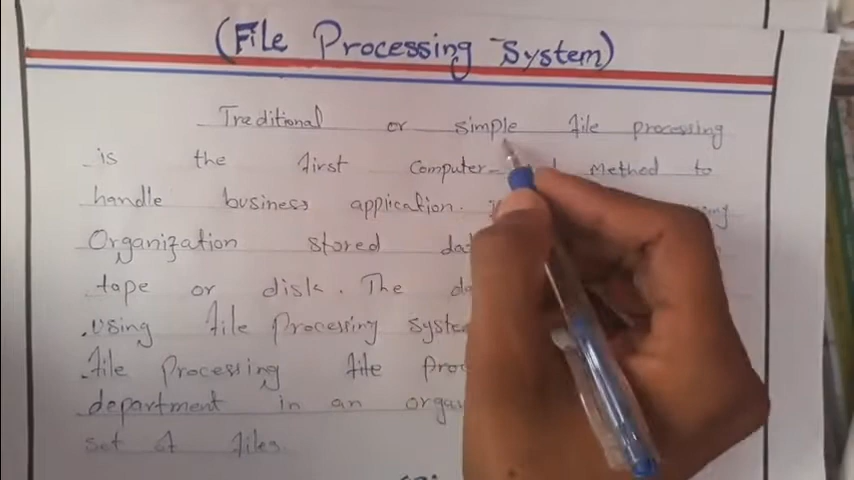 (File Processing System)
Treditional or simple file processing
is the first Computer- Method to
handle business application.
Organization stored
tape or disk. The
using file Processing
file Processing file
department in an
set of files